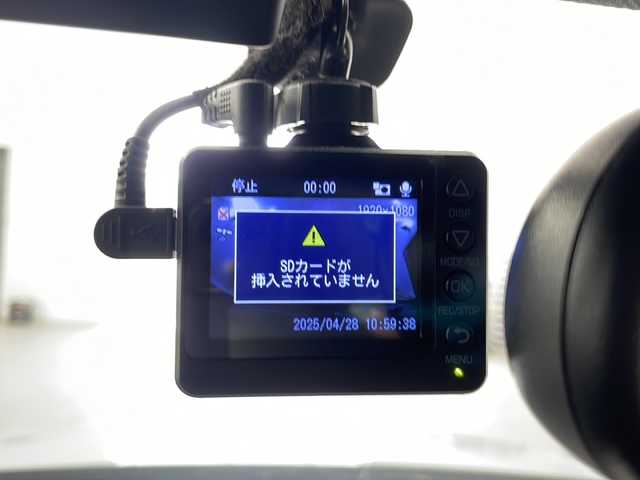 停止 00:00
1920×1080
SDカードが
挿入されていません
2025/04/28 10:59:38
DISP
MODE/SD
OK
REC/STOP
MENU